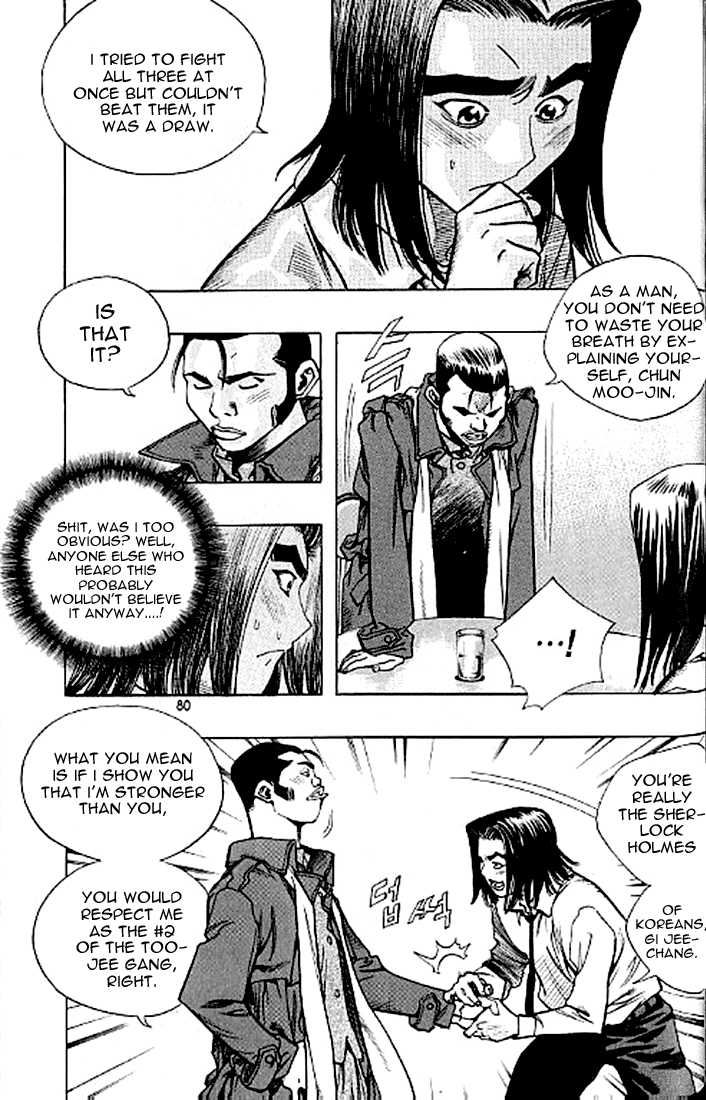 I TRIED TO FIGHT
ALL THREE AT
ONCE BUT COULDN'T
BEAT THEM, IT
WAS A DRAW.
IS
THAT
IT?
AS A MAN,
YOU DON'T NEED
TO WASTE YOUR
BREATH BY EX-
PLAINING YOUR-
SELF, CHUN
MOO-JIN.
SHIT, WAS I TOO
OBVIOUS? WELL,
ANYONE ELSE WHO
HEARD THIS
PROBABLY
WOULDN'T BELIEVE
IT ANYWAY....!
...!
80
WHAT YOU MEAN
IS IF I SHOW YOU
THAT I'M STRONGER
THAN YOU,
YOU WOULD
RESPECT ME
AS THE #2
OF THE TOO-
JEE GANG,
RIGHT.
덥썩
YOU'RE
REALLY
THE SHER-
LOCK
HOLMES
OF
KOREANS,
GI JEE-
CHANG.